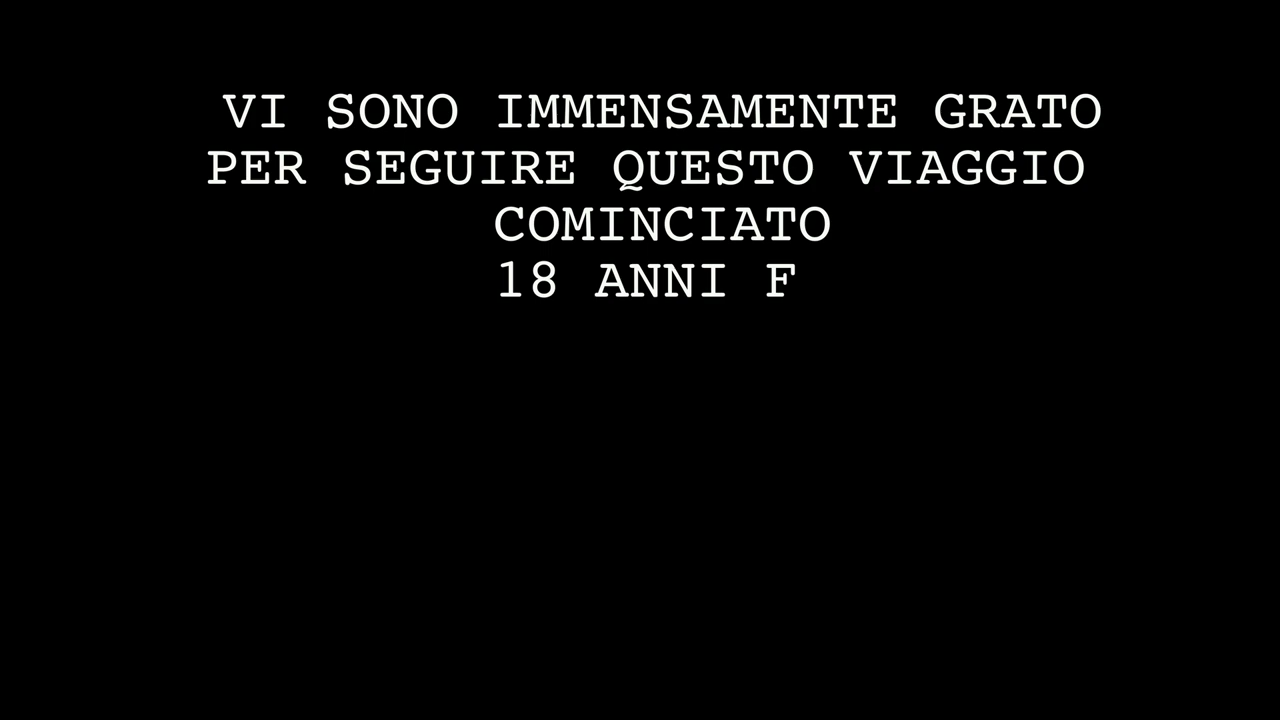 VI SONO IMMENSAMENTE GRATO
PER SEGUIRE QUESTO VIAGGIO
COMINCIATO
18 ANNI F